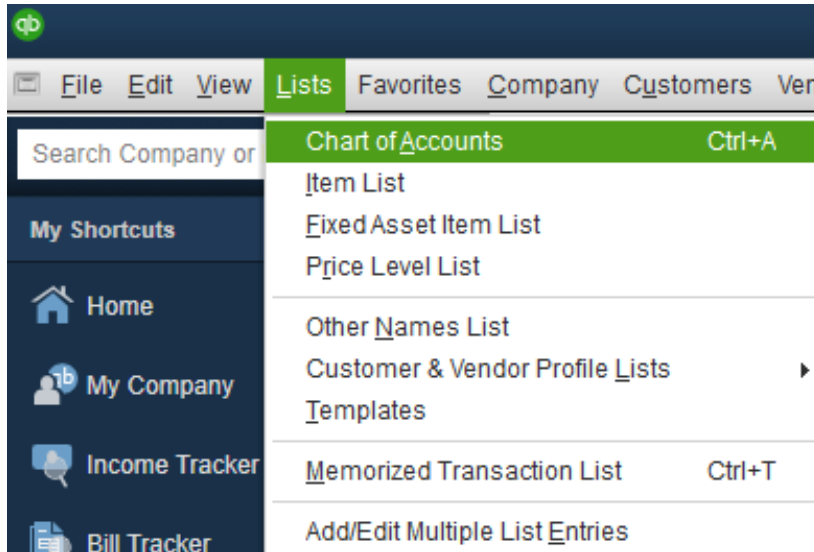 qb
File Edit View Lists Favorites Company Customers Ver
Search Company or
Chart of Accounts Ctrl+A
Item List
My Shortcuts
Fixed Asset Item List
Price Level List
Home
Other Names List
Customer & Vendor Profile Lists
My Company
Templates
Income Tracker
Memorized Transaction List Ctrl+T
Bill Tracker
Add/Edit Multiple List Entries